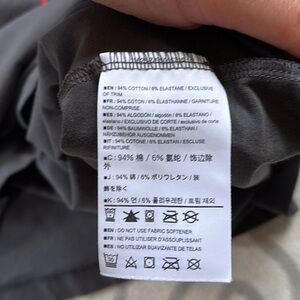 ■EN : 94% COTTON / 6% ELASTANE / EXCLUSIVE
OF TRIM
■FR : 94% COTON / 6% ELASTHANNE / GARNITURE
NON-COMPRISE
■ES : 94% ALGODÓN / algodón / 6% ELASTANO /
elastano / EXCLUSIVO DE CORTE / exclusivo de corte
■DE : 94% BAUMWOLLE / 6% ELASTHAN /
NÄHZUBEHÖR AUSGENOMMEN
■IT : 94% COTONE / 6% ELASTAN / ESCLUSE
RIFINITURE
■C : 94% 棉 / 6% 氨纶 / 饰边除
外
■J : 94% 綿 / 6% ポリウレタン / 装
飾を除く
■K : 94% 면 / 6% 폴리우레탄 / 트림 제외
■EN : DO NOT USE FABRIC SOFTENER
■FR : NE PAS UTILISER D'ASSOUPLISSANT
■ES : NO UTILIZAR SUAVIZANTE DE TELAS